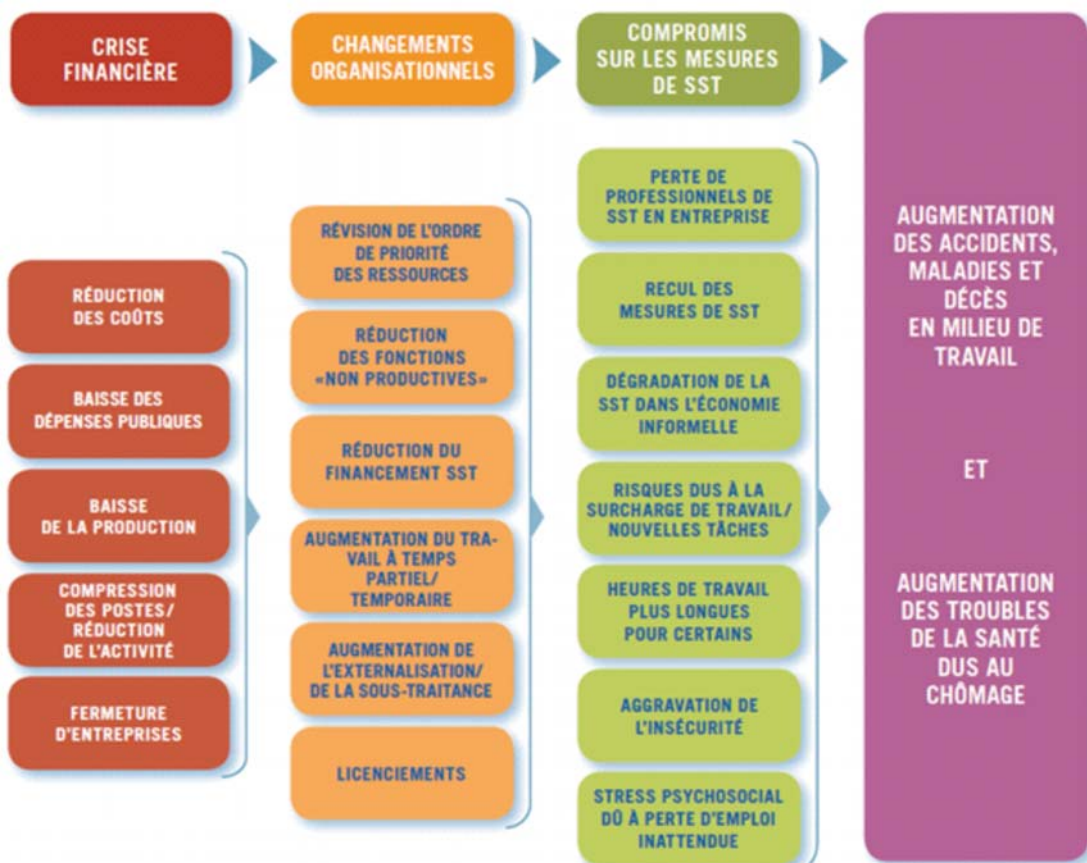 CRISE
FINANCIÈRE
CHANGEMENTS
ORGANISATIONNELS
COMPROMIS
SUR LES MESURES
DE SST
RÉDUCTION
DES COÛTS
BAISSE DES
DÉPENSES PUBLIQUES
BAISSE
DE LA PRODUCTION
COMPRESSION
DES POSTES/
RÉDUCTION
DE L'ACTIVITÉ
FERMETURE
D'ENTREPRISES
RÉVISION DE L'ORDRE
DE PRIORITÉ
DES RESSOURCES
RÉDUCTION
DES FONCTIONS
«NON PRODUCTIVES»
RÉDUCTION DU
FINANCEMENT SST
AUGMENTATION DU TRA-
VAIL À TEMPS
PARTIEL/
TEMPORAIRE
AUGMENTATION DE
L'EXTERNALISATION/
DE LA SOUS-TRAITANCE
LICENCIEMENTS
PERTE DE
PROFESSIONNELS DE
SST EN ENTREPRISE
RECUL DES
MESURES DE SST
DÉGRADATION DE LA
SST DANS L'ÉCONOMIE
INFORMELLE
RISQUES DUS À LA
SURCHARGE DE TRAVAIL/
NOUVELLES TÂCHES
HEURES DE TRAVAIL
PLUS LONGUES
POUR CERTAINS
AGGRAVATION DE
L'INSÉCURITÉ
STRESS PSYCHOSOCIAL
DÛ À PERTE D'EMPLOI
INATTENDUE
AUGMENTATION
DES ACCIDENTS,
MALADIES ET
DÉCÈS
EN MILIEU DE
TRAVAIL
ET
AUGMENTATION
DES TROUBLES
DE LA SANTÉ
DUS AU
CHÔMAGE